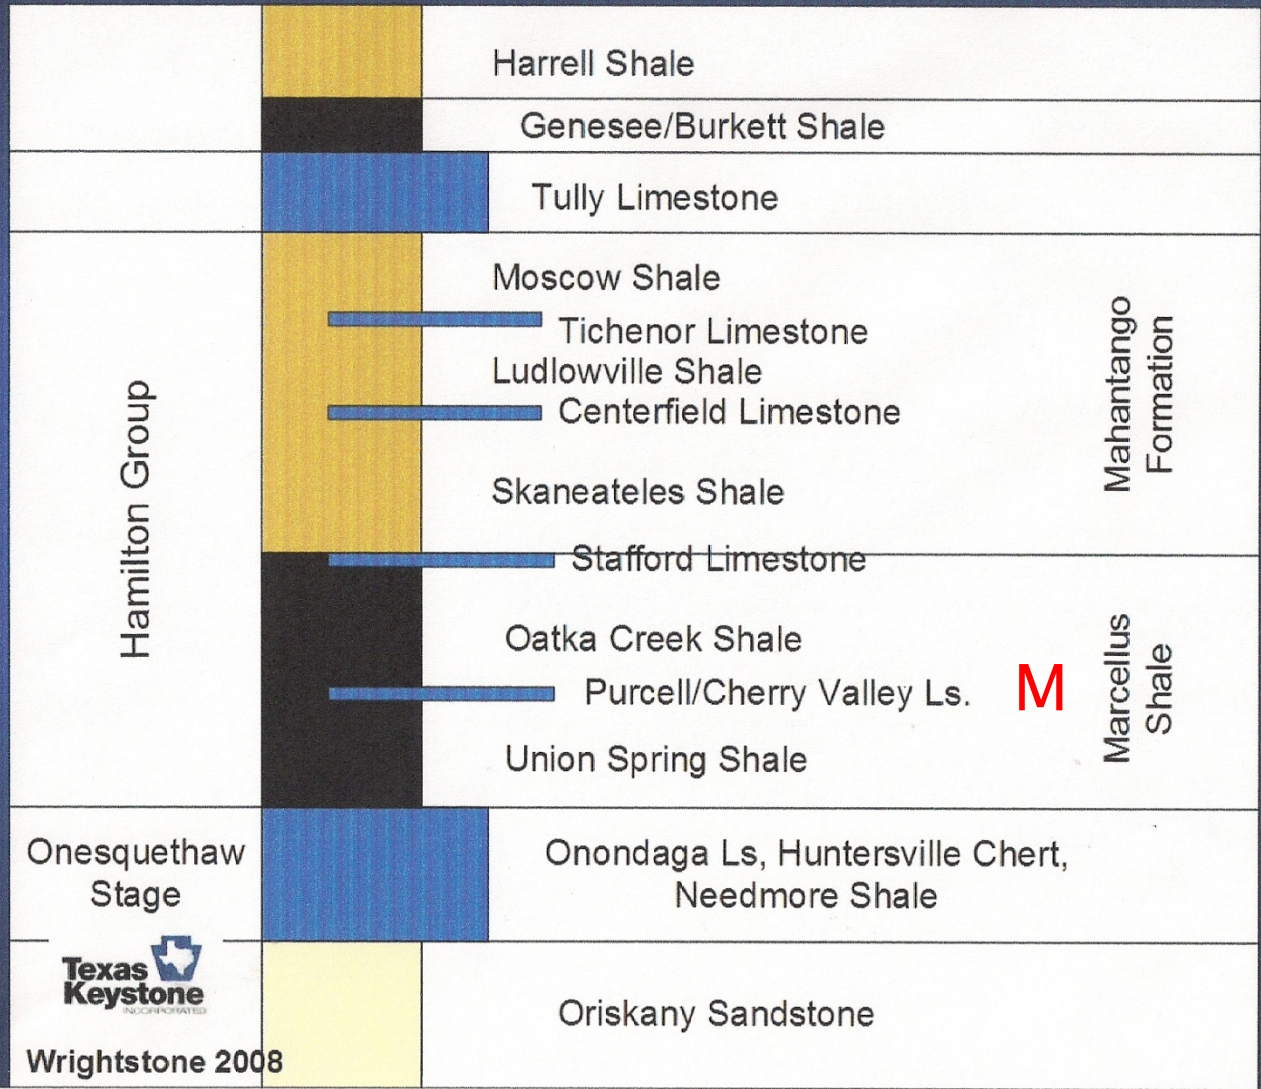 Harrell Shale
Genesee/Burkett Shale
Tully Limestone
Hamilton Group
Moscow Shale
Tichenor Limestone
Ludlowville Shale
Centerfield Limestone
Skaneateles Shale
Mahantango
Formation
Stafford Limestone
Oatka Creek Shale
Purcell/Cherry Valley Ls.
M
Union Spring Shale
Marcellus
Shale
Onesquethaw
Stage
Onondaga Ls, Huntersville Chert,
Needmore Shale
Texas
Keystone
INCORPORATED
Oriskany Sandstone
Wrightstone 2008